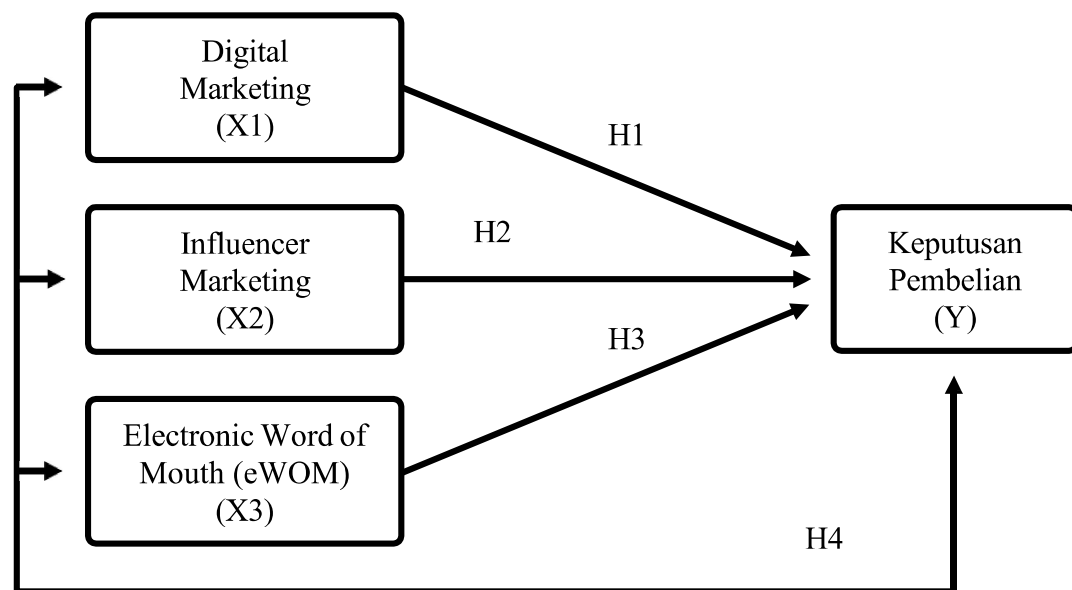 Digital
Marketing
(X1)
H1
Influencer
Marketing
(X2)
H2
Keputusan
Pembelian
(Y)
H3
Electronic Word of
Mouth (eWOM)
(X3)
H4